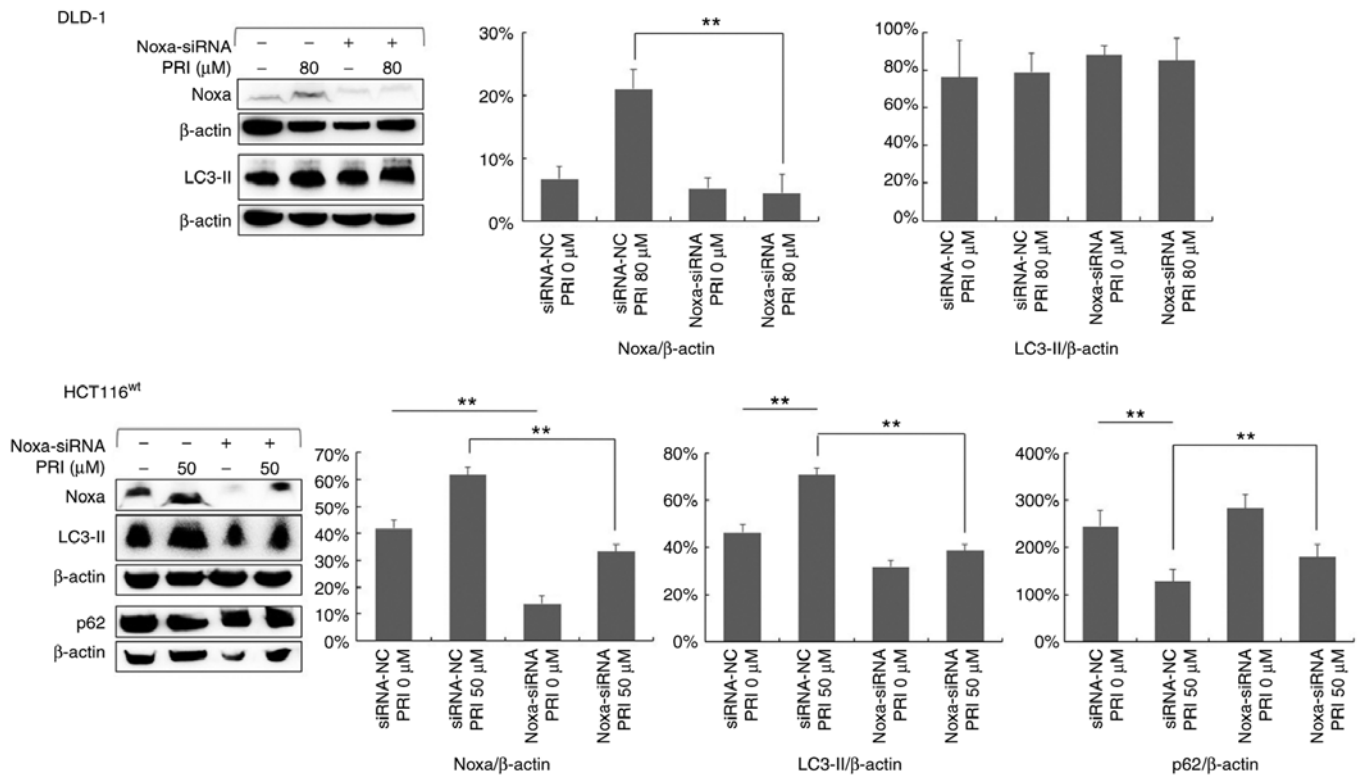 DLD-1
Noxa-siRNA – – + +
PRI (μM) – 80 – 80
Noxa
β-actin
LC3-II
β-actin
30%
20%
10%
0%
**
siRNA-NC
PRI 0 μM
siRNA-NC
PRI 80 μM
Noxa-siRNA
PRI 0 μM
Noxa-siRNA
PRI 80 μM
Noxa/β-actin
100%
80%
60%
40%
20%
0%
siRNA-NC
PRI 0 μM
siRNA-NC
PRI 80 μM
Noxa-siRNA
PRI 0 μM
Noxa-siRNA
PRI 80 μM
LC3-II/β-actin
HCT116wt
Noxa-siRNA – – + +
PRI (μM) – 50 – 50
Noxa
LC3-II
β-actin
p62
β-actin
70%
60%
50%
40%
30%
20%
10%
0%
**
**
siRNA-NC
PRI 0 μM
siRNA-NC
PRI 50 μM
Noxa-siRNA
PRI 0 μM
Noxa-siRNA
PRI 50 μM
Noxa/β-actin
80%
60%
40%
20%
0%
**
**
siRNA-NC
PRI 0 μM
siRNA-NC
PRI 50 μM
Noxa-siRNA
PRI 0 μM
Noxa-siRNA
PRI 50 μM
LC3-II/β-actin
400%
300%
200%
100%
0%
**
**
siRNA-NC
PRI 0 μM
siRNA-NC
PRI 50 μM
Noxa-siRNA
PRI 0 μM
Noxa-siRNA
PRI 50 μM
p62/β-actin